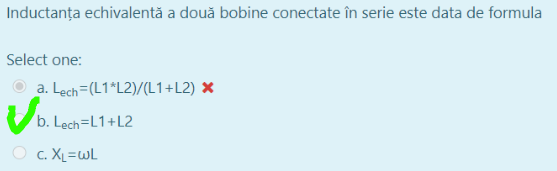 Inductanța echivalentă a două bobine conectate în serie este data de formula
Select one:
a. Lech=(L1*L2)/(L1+L2) ✖
b. Lech=L1+L2
c. XL=ωL